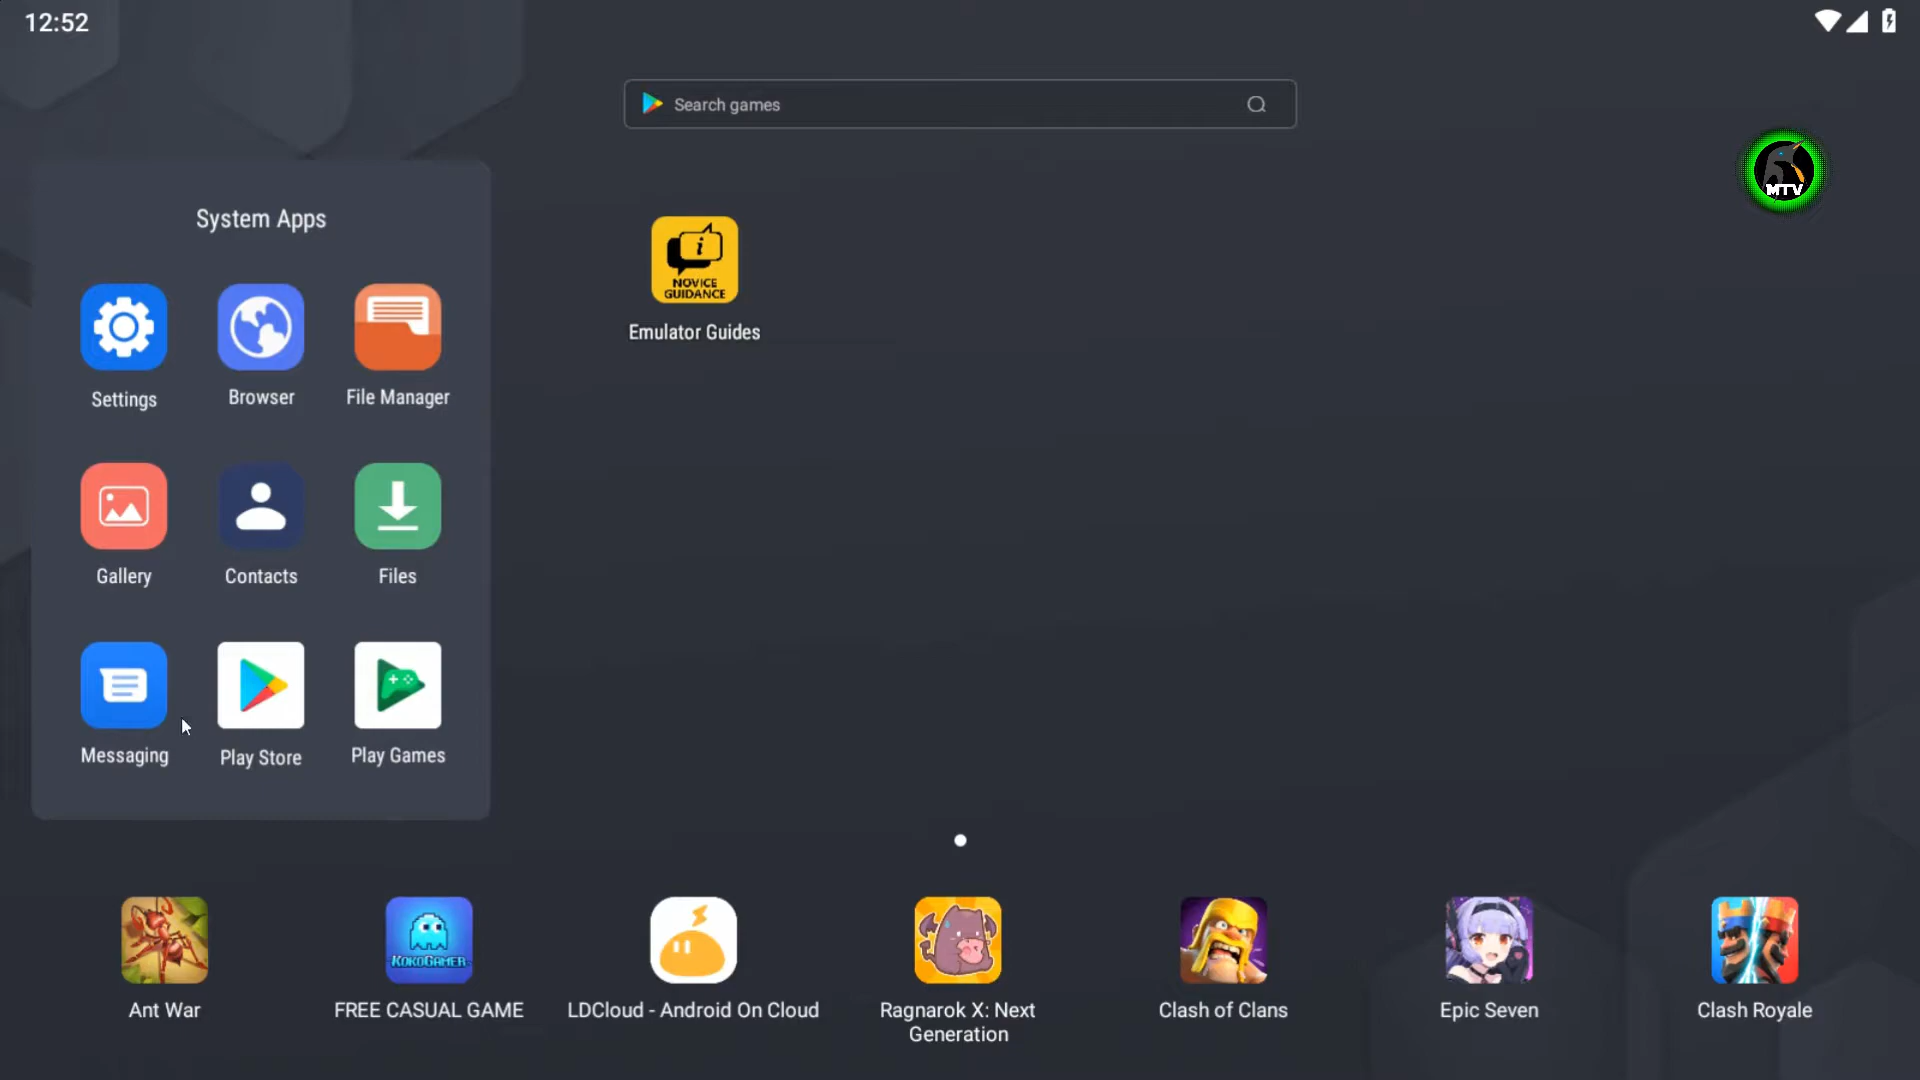 12:52
Search games
MTV
System Apps
NOVICE
GUIDANCE
Emulator Guides
Settings
Browser
File Manager
Gallery
Contacts
Files
Messaging
Play Store
Play Games
KOKOGAMER
Ant War
FREE CASUAL GAME
LDCloud - Android On Cloud
Ragnarok X: Next
Generation
Clash of Clans
Epic Seven
Clash Royale